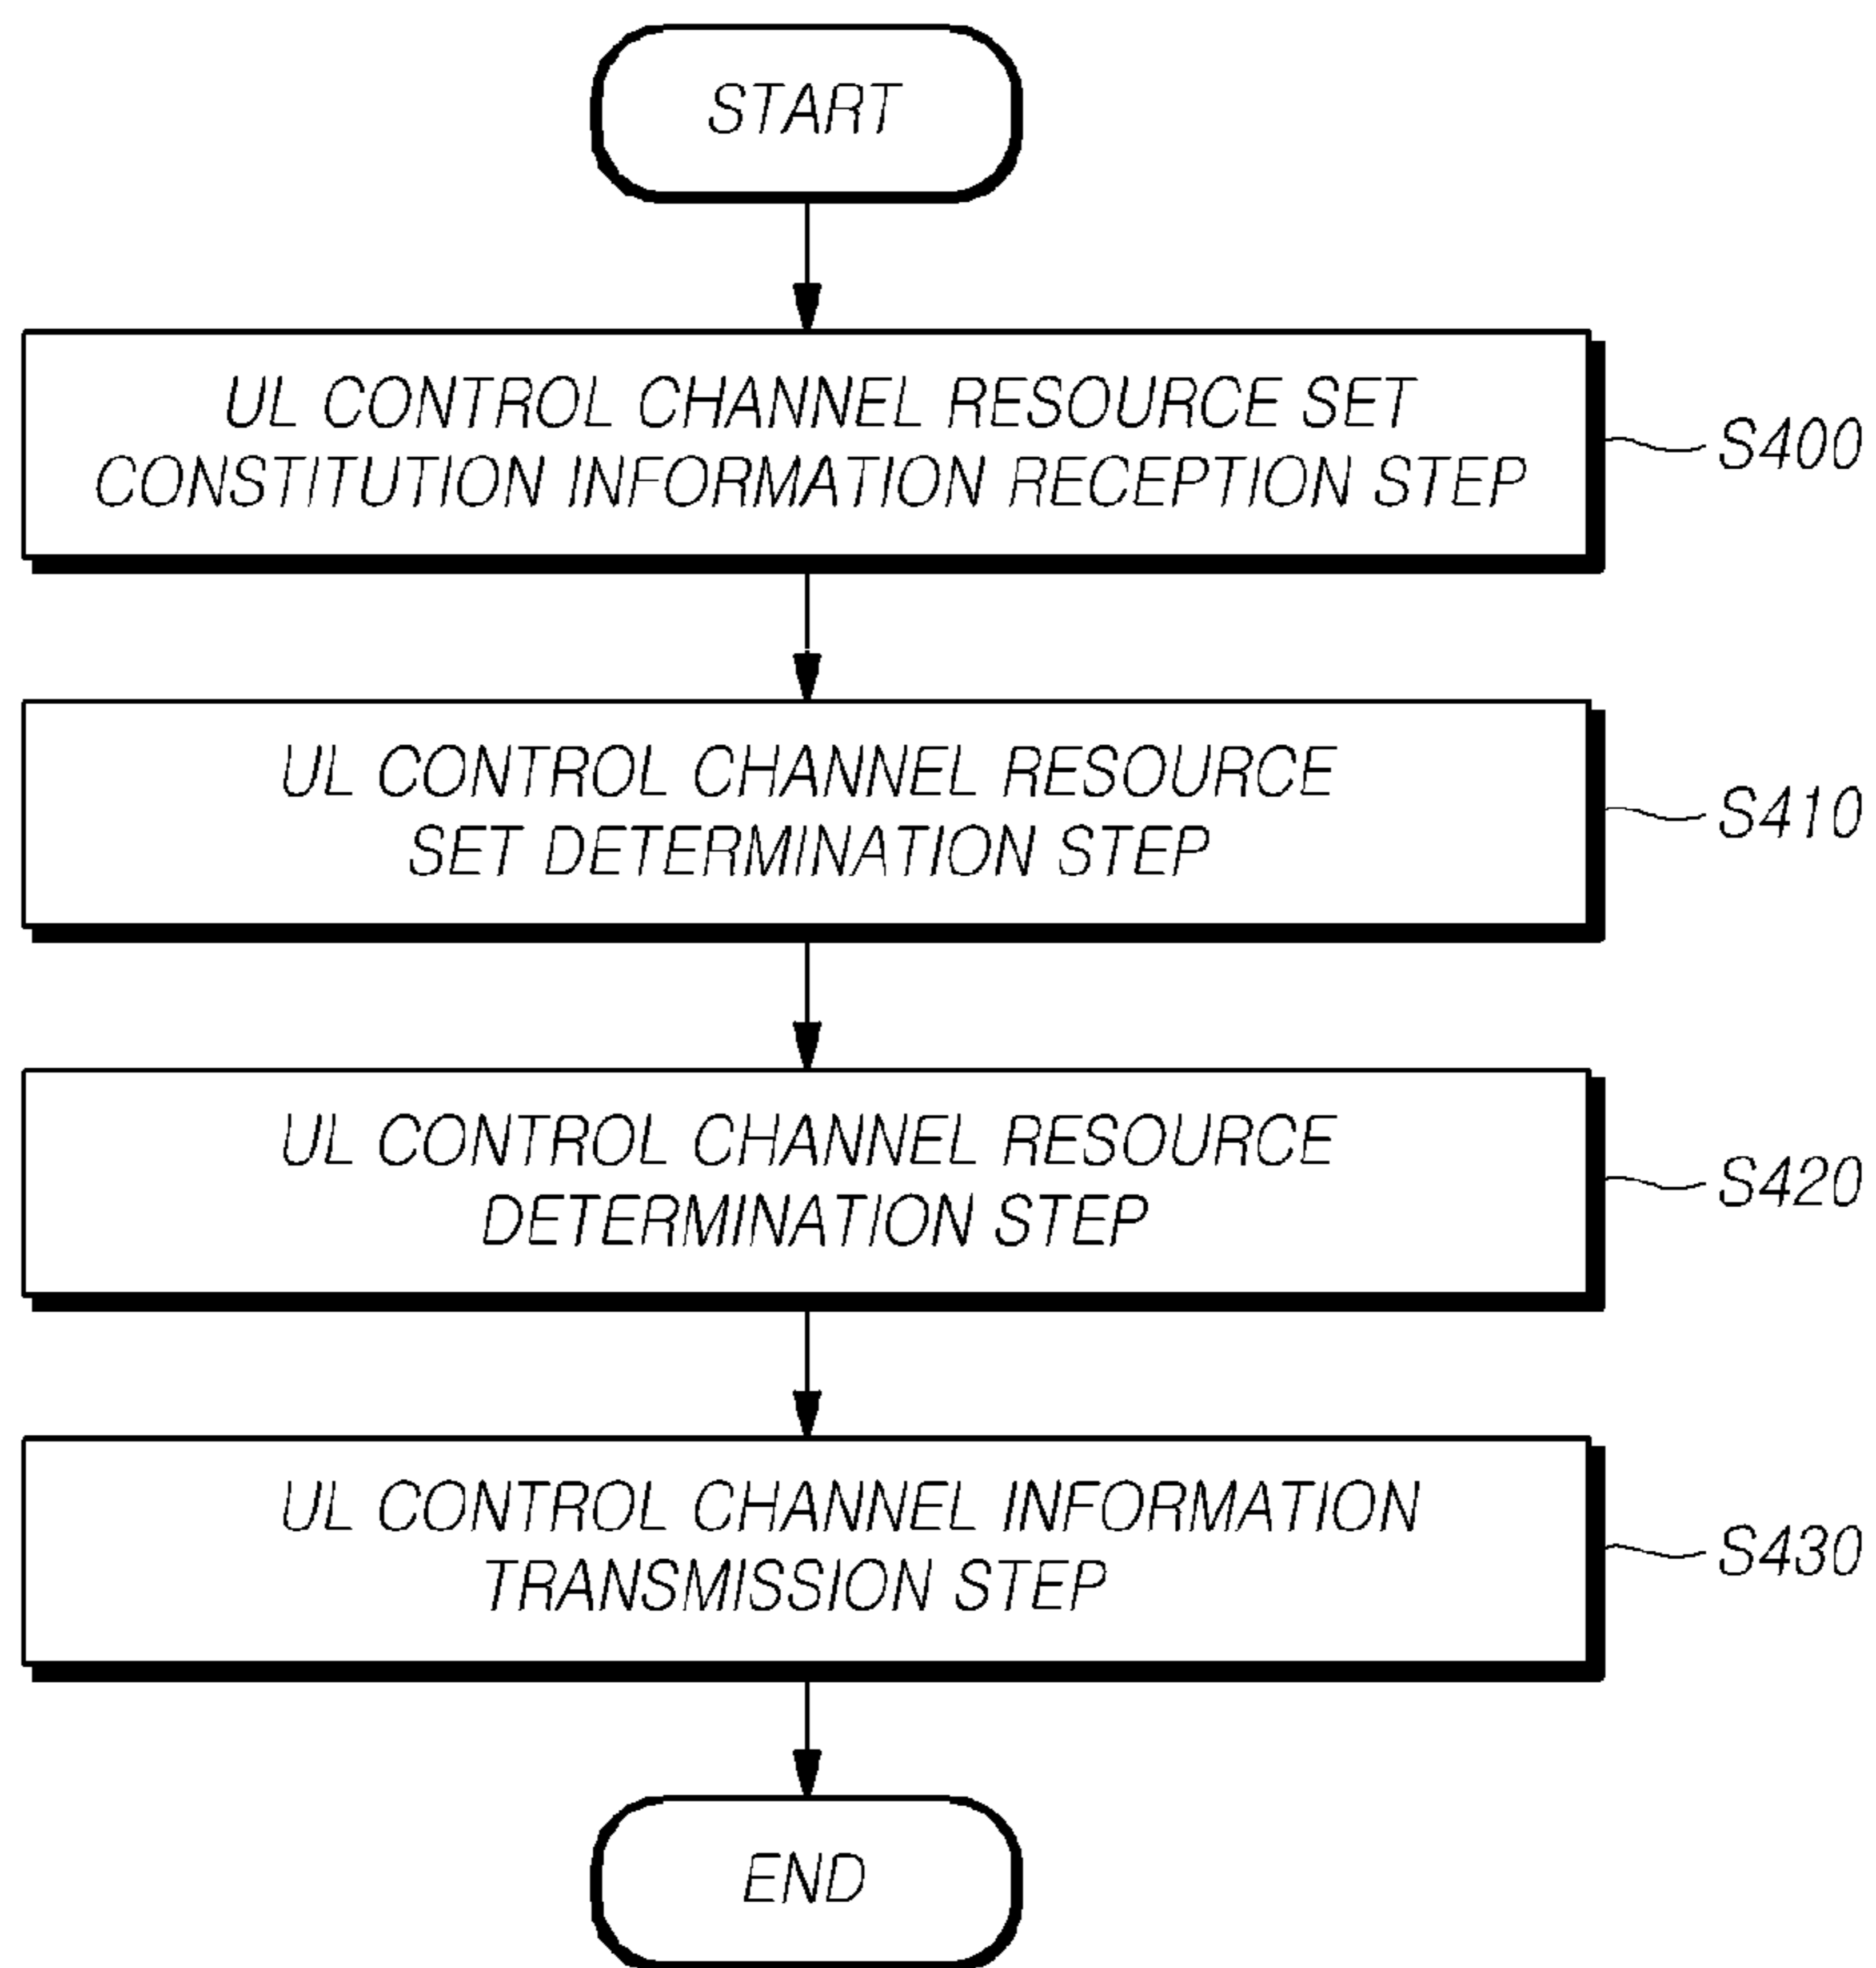 START
UL CONTROL CHANNEL RESOURCE SET
CONSTITUTION INFORMATION RECEPTION STEP
S400
UL CONTROL CHANNEL RESOURCE
SET DETERMINATION STEP
S410
UL CONTROL CHANNEL RESOURCE
DETERMINATION STEP
S420
UL CONTROL CHANNEL INFORMATION
TRANSMISSION STEP
S430
END